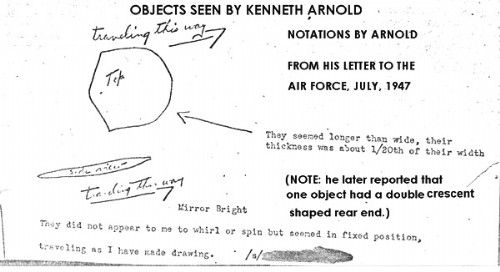 OBJECTS SEEN BY KENNETH ARNOLD
traveling this way
NOTATIONS BY ARNOLD
FROM HIS LETTER TO THE
AIR FORCE, JULY, 1947
Top
They seemed longer than wide, their
thickness was about 1/20th of their width
side view
traveling this way
(NOTE: he later reported that
one object had a double crescent
shaped rear end.)
Mirror Bright
They did not appear to me to whirl or spin but seemed in fixed position,
traveling as I have made drawing. /s/